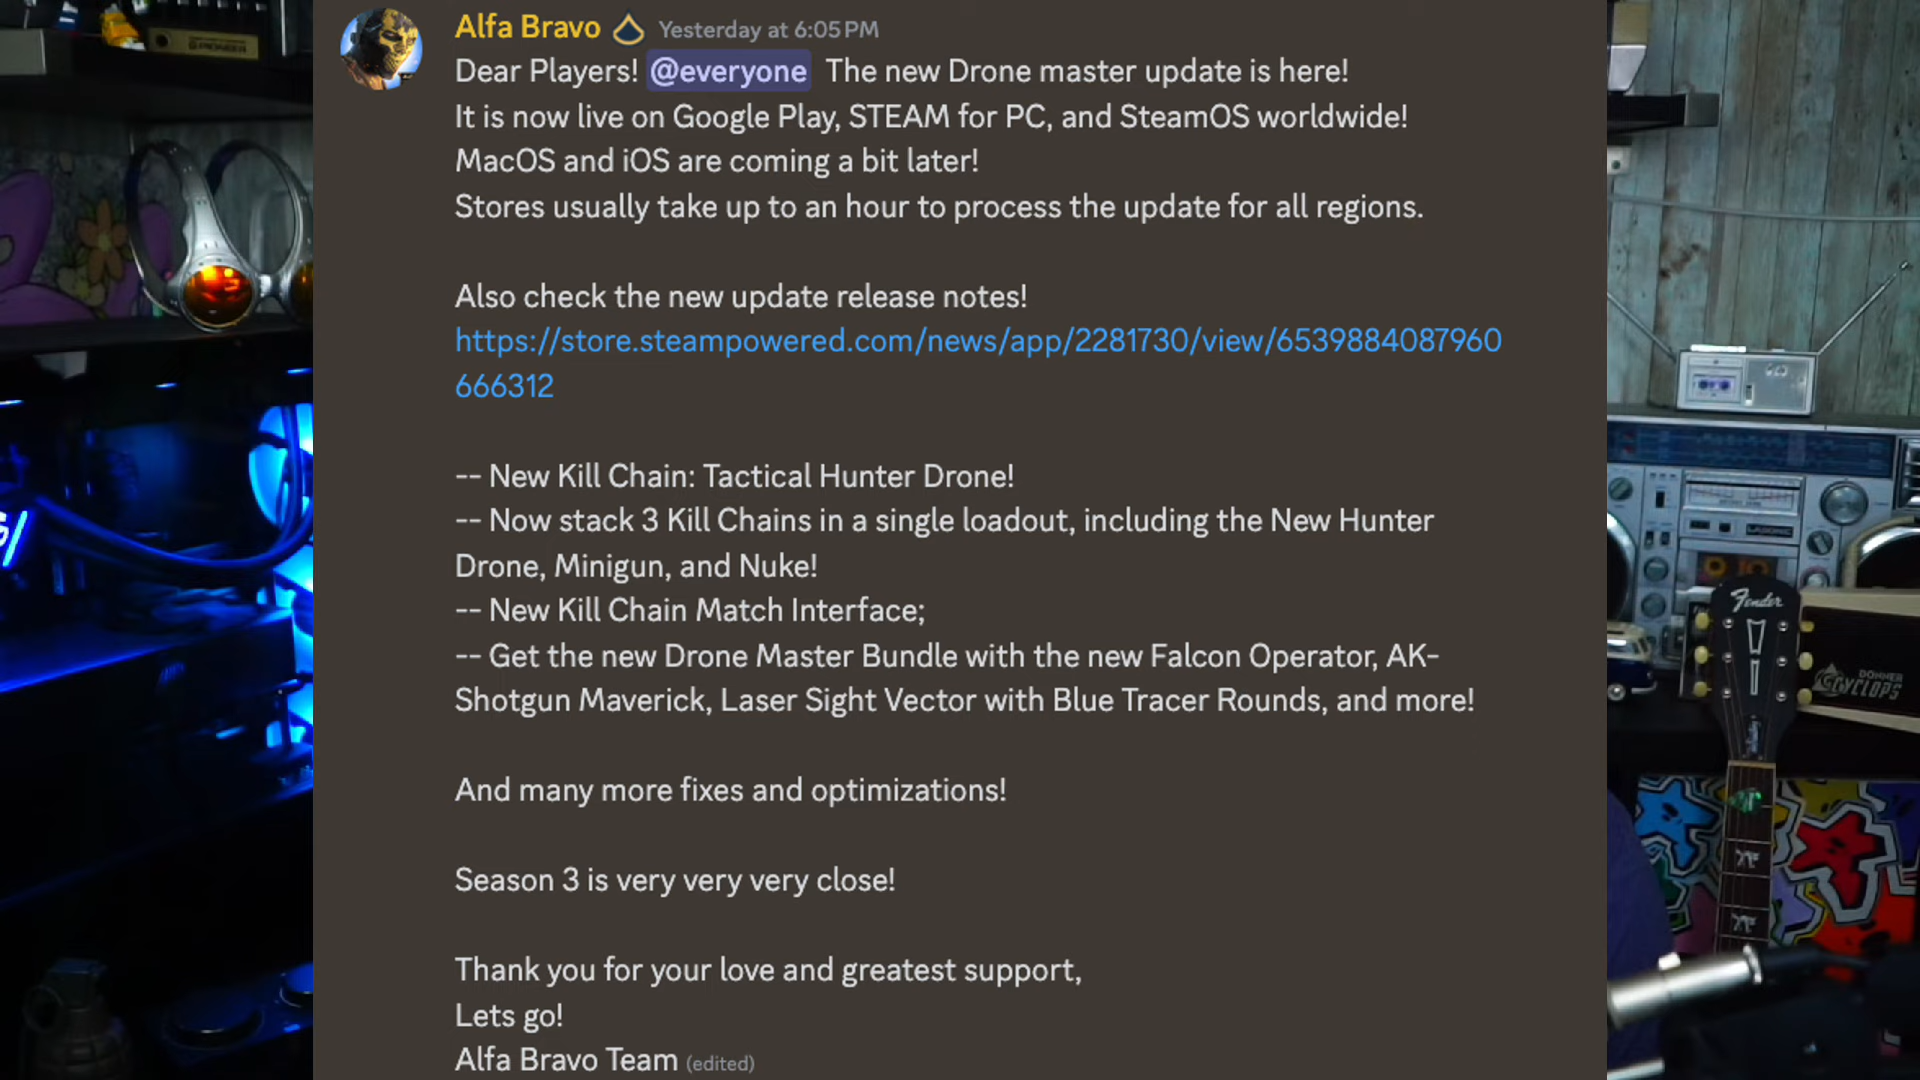 Alfa Bravo Yesterday at 6:05 PM
Dear Players! @everyone The new Drone master update is here!
It is now live on Google Play, STEAM for PC, and SteamOS worldwide!
MacOS and iOS are coming a bit later!
Stores usually take up to an hour to process the update for all regions.
Also check the new update release notes!
https://store.steampowered.com/news/app/2281730/view/6539884087960
666312
-- New Kill Chain: Tactical Hunter Drone!
-- Now stack 3 Kill Chains in a single loadout, including the New Hunter
Drone, Minigun, and Nuke!
-- New Kill Chain Match Interface;
-- Get the new Drone Master Bundle with the new Falcon Operator, AK-
Shotgun Maverick, Laser Sight Vector with Blue Tracer Rounds, and more!
And many more fixes and optimizations!
Season 3 is very very very close!
Thank you for your love and greatest support,
Lets go!
Alfa Bravo Team (edited)
PIONEER
LASONIC
Fender
DONNER
CYCLOPS